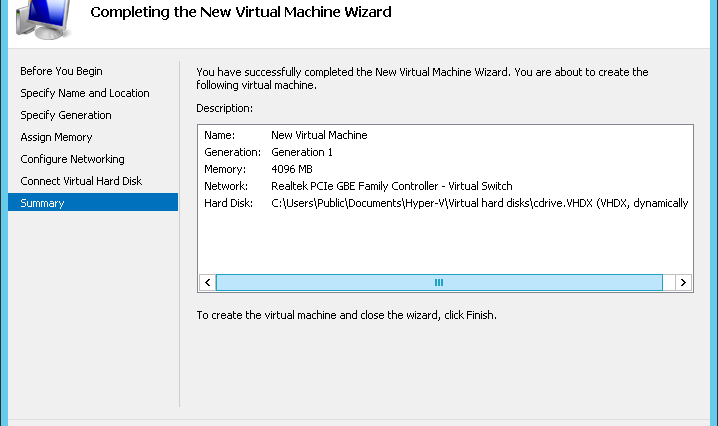 Completing the New Virtual Machine Wizard
Before You Begin
Specify Name and Location
Specify Generation
Assign Memory
Configure Networking
Connect Virtual Hard Disk
Summary
You have successfully completed the New Virtual Machine Wizard. You are about to create the
following virtual machine.
Description:
Name: New Virtual Machine
Generation: Generation 1
Memory: 4096 MB
Network: Realtek PCIe GBE Family Controller - Virtual Switch
Hard Disk: C:\Users\Public\Documents\Hyper-V\Virtual hard disks\cdrive.VHDX (VHDX, dynamically
To create the virtual machine and close the wizard, click Finish.